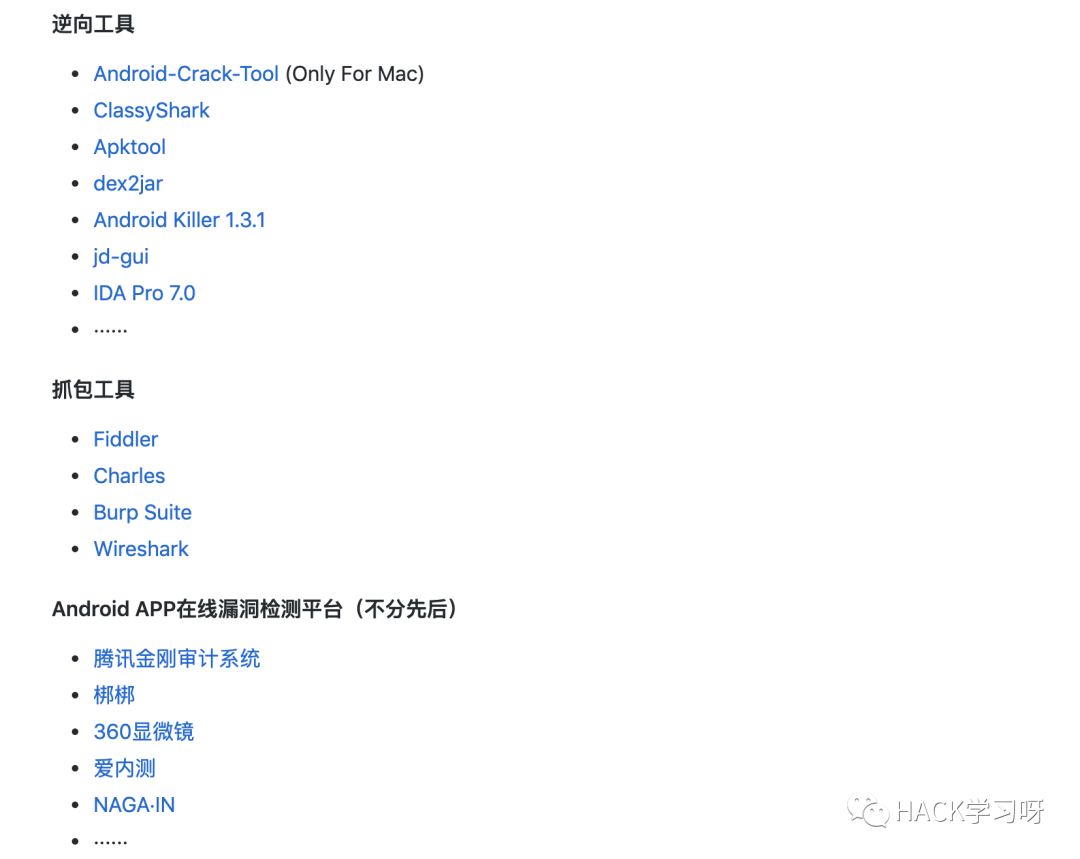 逆向工具
• Android-Crack-Tool (Only For Mac)
• ClassyShark
• Apktool
• dex2jar
• Android Killer 1.3.1
• jd-gui
• IDA Pro 7.0
• ······
抓包工具
• Fiddler
• Charles
• Burp Suite
• Wireshark
Android APP在线漏洞检测平台（不分先后）
• 腾讯金刚审计系统
• 梆梆
• 360显微镜
• 爱内测
• NAGA·IN
• ······
HACK学习呀